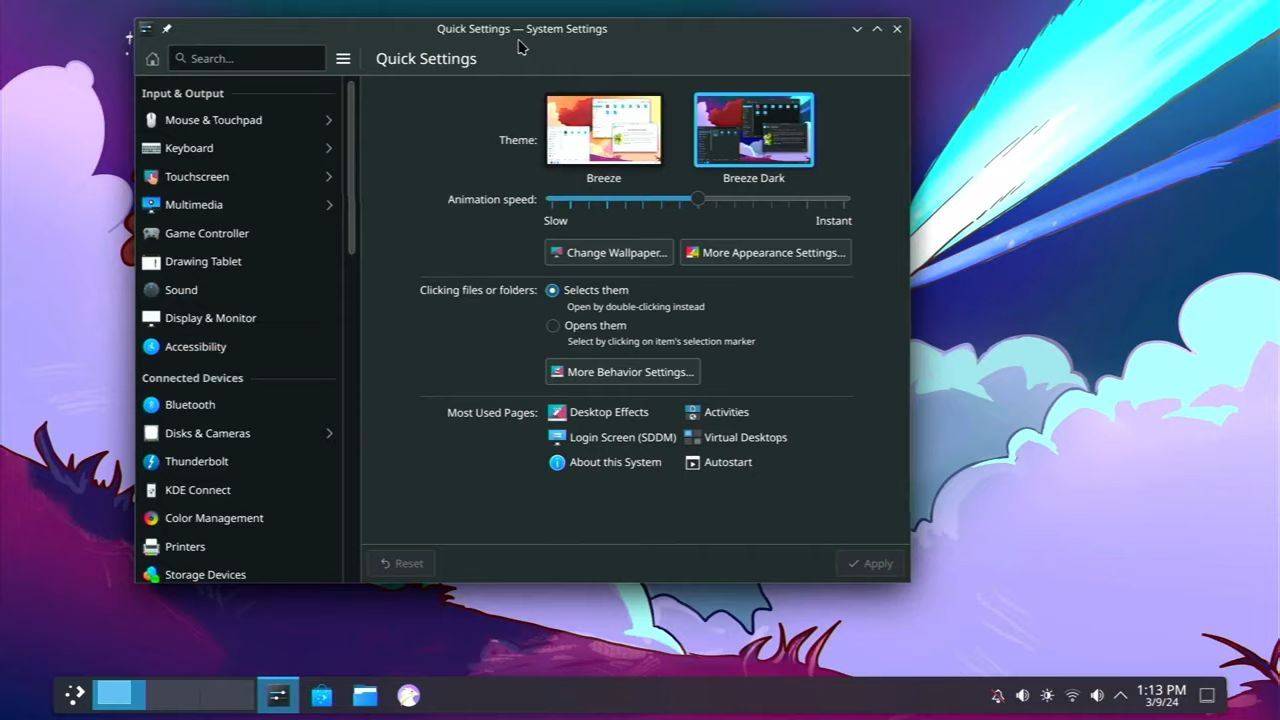 Quick Settings — System Settings
Search...
Quick Settings
Input & Output
Mouse & Touchpad
Keyboard
Touchscreen
Multimedia
Game Controller
Drawing Tablet
Sound
Display & Monitor
Accessibility
Connected Devices
Bluetooth
Disks & Cameras
Thunderbolt
KDE Connect
Color Management
Printers
Storage Devices
Theme:
Breeze Breeze Dark
Animation speed:
Slow Instant
Change Wallpaper... More Appearance Settings...
Clicking files or folders: Selects them
Open by double-clicking instead
Opens them
Select by clicking on item's selection marker
More Behavior Settings...
Most Used Pages: Desktop Effects Activities
Login Screen (SDDM) Virtual Desktops
About this System Autostart
Reset Apply
1:13 PM
3/9/24